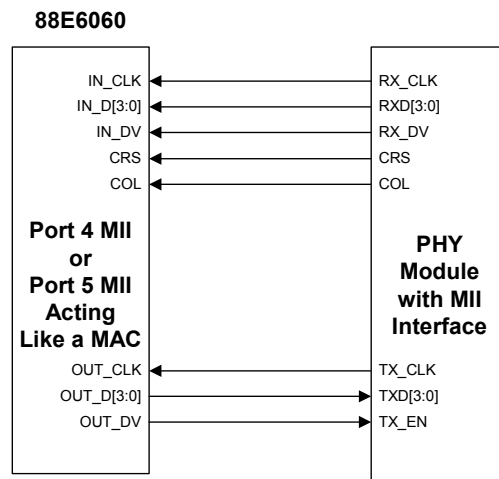 88E6060
IN_CLK
RX_CLK
IN_D[3:0]
RXD[3:0]
IN_DV
RX_DV
CRS
CRS
COL
COL
Port 4 MII
or
Port 5 MII
Acting
Like a MAC
PHY
Module
with MII
Interface
OUT_CLK
TX_CLK
OUT_D[3:0]
TXD[3:0]
OUT_DV
TX_EN